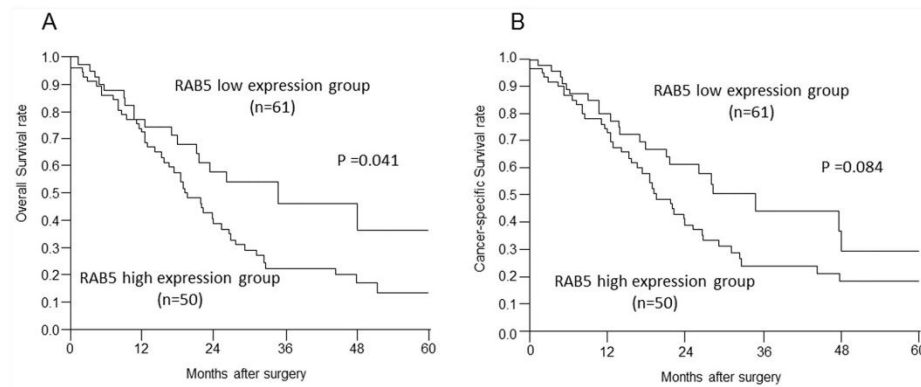 A
Overall Survival rate
1.0
0.9
0.8
0.7
0.6
0.5
0.4
0.3
0.2
0.1
0.0
RAB5 low expression group
(n=61)
P =0.041
RAB5 high expression group
(n=50)
0 12 24 36 48 60
Months after surgery
B
Cancer-specific Survival rate
1.0
0.9
0.8
0.7
0.6
0.5
0.4
0.3
0.2
0.1
0.0
RAB5 low expression group
(n=61)
P =0.084
RAB5 high expression group
(n=50)
0 12 24 36 48 60
Months after surgery